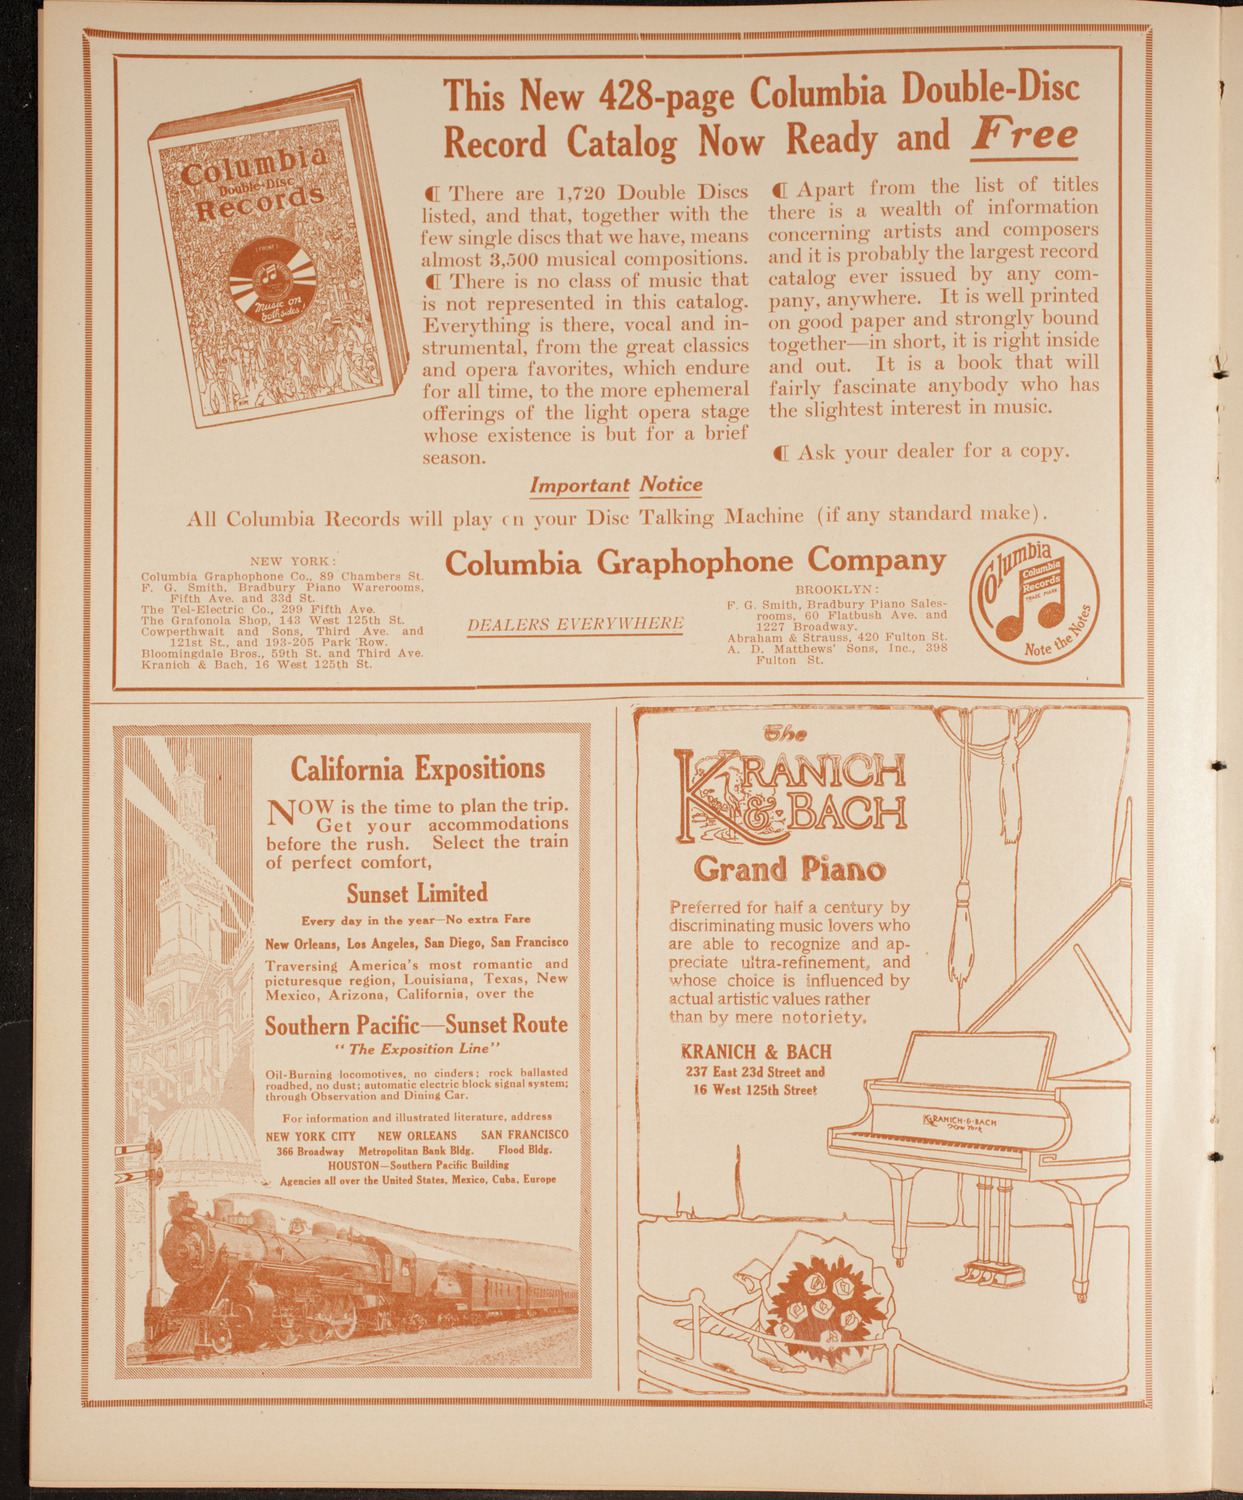 Columbia
Double-Disc
Records
Music on
both sides!
This New 428-page Columbia Double-Disc
Record Catalog Now Ready and Free
¶ There are 1,720 Double Discs
listed, and that, together with the
few single discs that we have, means
almost 3,500 musical compositions.
¶ There is no class of music that
is not represented in this catalog.
Everything is there, vocal and in-
strumental, from the great classics
and opera favorites, which endure
for all time, to the more ephemeral
offerings of the light opera stage
whose existence is but for a brief
season.
¶ Apart from the list of titles
there is a wealth of information
concerning artists and composers
and it is probably the largest record
catalog ever issued by any com-
pany, anywhere. It is well printed
on good paper and strongly bound
together—in short, it is right inside
and out. It is a book that will
fairly fascinate anybody who has
the slightest interest in music.
¶ Ask your dealer for a copy.
Important Notice
All Columbia Records will play on your Disc Talking Machine (if any standard make).
NEW YORK:
Columbia Graphophone Co., 89 Chambers St.
F. G. Smith, Bradbury Piano Warerooms,
Fifth Ave. and 33d St.
The Tel-Electric Co., 299 Fifth Ave.
The Grafonola Shop, 143 West 125th St.
Cowperthwait and Sons, Third Ave. and
121st St., and 193-205 Park Row.
Bloomingdale Bros., 59th St. and Third Ave.
Kranich & Bach, 16 West 125th St.
Columbia Graphophone Company
DEALERS EVERYWHERE
BROOKLYN:
F. G. Smith, Bradbury Piano Sales-
rooms, 60 Flatbush Ave. and
1227 Broadway.
Abraham & Strauss, 420 Fulton St.
A. D. Matthews' Sons, Inc., 398
Fulton St.
Columbia
Columbia
Records
TRADE MARK
Note the Notes
California Expositions
NOW is the time to plan the trip.
Get your accommodations
before the rush. Select the train
of perfect comfort,
Sunset Limited
Every day in the year—No extra Fare
New Orleans, Los Angeles, San Diego, San Francisco
Traversing America's most romantic and
picturesque region, Louisiana, Texas, New
Mexico, Arizona, California, over the
Southern Pacific—Sunset Route
"The Exposition Line"
Oil-Burning locomotives, no cinders; rock ballasted
roadbed, no dust; automatic electric block signal system;
through Observation and Dining Car.
For information and illustrated literature, address
NEW YORK CITY NEW ORLEANS SAN FRANCISCO
366 Broadway Metropolitan Bank Bldg. Flood Bldg.
HOUSTON—Southern Pacific Building
Agencies all over the United States, Mexico, Cuba, Europe
The
KRANICH
& BACH
Grand Piano
Preferred for half a century by
discriminating music lovers who
are able to recognize and ap-
preciate ultra-refinement, and
whose choice is influenced by
actual artistic values rather
than by mere notoriety.
KRANICH & BACH
237 East 23d Street and
16 West 125th Street
KRANICH & BACH
New York